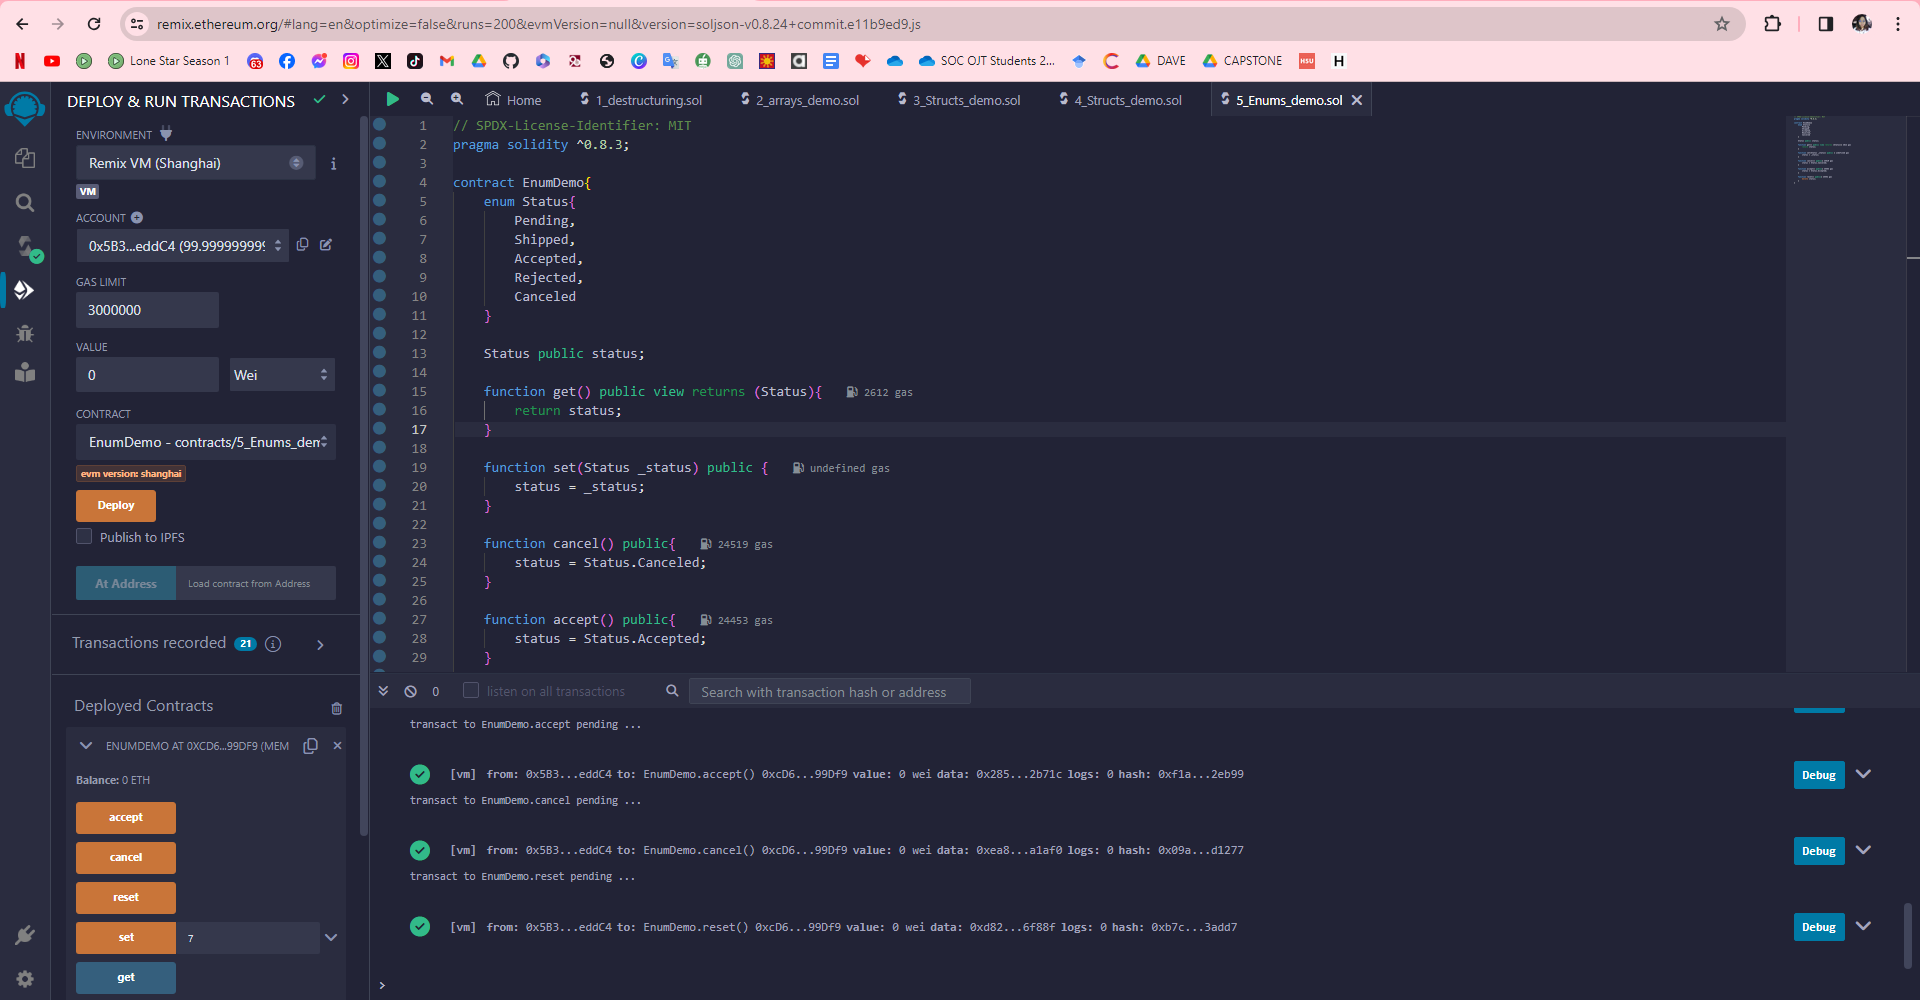 remix.ethereum.org/#lang=en&optimize=false&runs=200&evmVersion=null&version=soljson-v0.8.24+commit.e11b9ed9.js
Lone Star Season 1
63
SOC OJT Students 2...
DAVE
CAPSTONE
HSU
H
DEPLOY & RUN TRANSACTIONS
ENVIRONMENT
Remix VM (Shanghai)
VM
ACCOUNT
0x5B3...eddC4 (99.999999999
GAS LIMIT
3000000
VALUE
0
Wei
CONTRACT
EnumDemo - contracts/5_Enums_dem
evm version: shanghai
Deploy
Publish to IPFS
At Address
Load contract from Address
Transactions recorded 21
Deployed Contracts
ENUMDEMO AT 0XCD6...99DF9 (MEM
Balance: 0 ETH
accept
cancel
reset
set 7
get
Home
1_destructuring.sol
2_arrays_demo.sol
3_Structs_demo.sol
4_Structs_demo.sol
5_Enums_demo.sol
1 // SPDX-License-Identifier: MIT
2 pragma solidity ^0.8.3;
3
4 contract EnumDemo{
5 enum Status{
6 Pending,
7 Shipped,
8 Accepted,
9 Rejected,
10 Canceled
11 }
12
13 Status public status;
14
15 function get() public view returns (Status){ 2612 gas
16 return status;
17 }
18
19 function set(Status _status) public { undefined gas
20 status = _status;
21 }
22
23 function cancel() public{ 24519 gas
24 status = Status.Canceled;
25 }
26
27 function accept() public{ 24453 gas
28 status = Status.Accepted;
29 }
0
listen on all transactions
Search with transaction hash or address
transact to EnumDemo.accept pending ...
[vm] from: 0x5B3...eddC4 to: EnumDemo.accept() 0xcD6...99Df9 value: 0 wei data: 0x285...2b71c logs: 0 hash: 0xf1a...2eb99
Debug
transact to EnumDemo.cancel pending ...
[vm] from: 0x5B3...eddC4 to: EnumDemo.cancel() 0xcD6...99Df9 value: 0 wei data: 0xea8...a1af0 logs: 0 hash: 0x09a...d1277
Debug
transact to EnumDemo.reset pending ...
[vm] from: 0x5B3...eddC4 to: EnumDemo.reset() 0xcD6...99Df9 value: 0 wei data: 0xd82...6f88f logs: 0 hash: 0xb7c...3add7
Debug
>